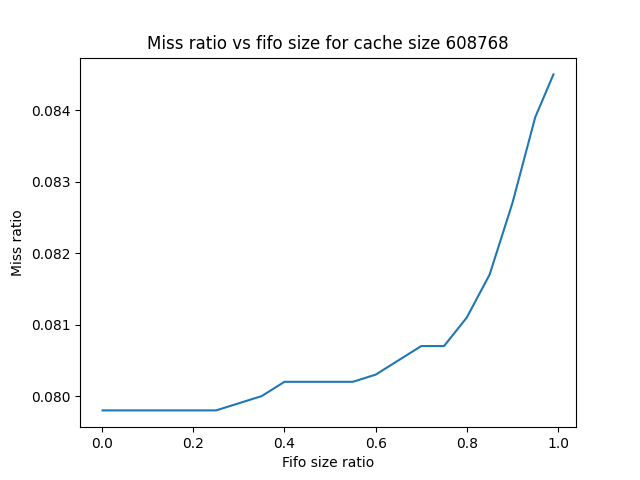 Miss ratio vs fifo size for cache size 608768
0.084
0.083
0.082
0.081
0.080
Miss ratio
0.0 0.2 0.4 0.6 0.8 1.0
Fifo size ratio